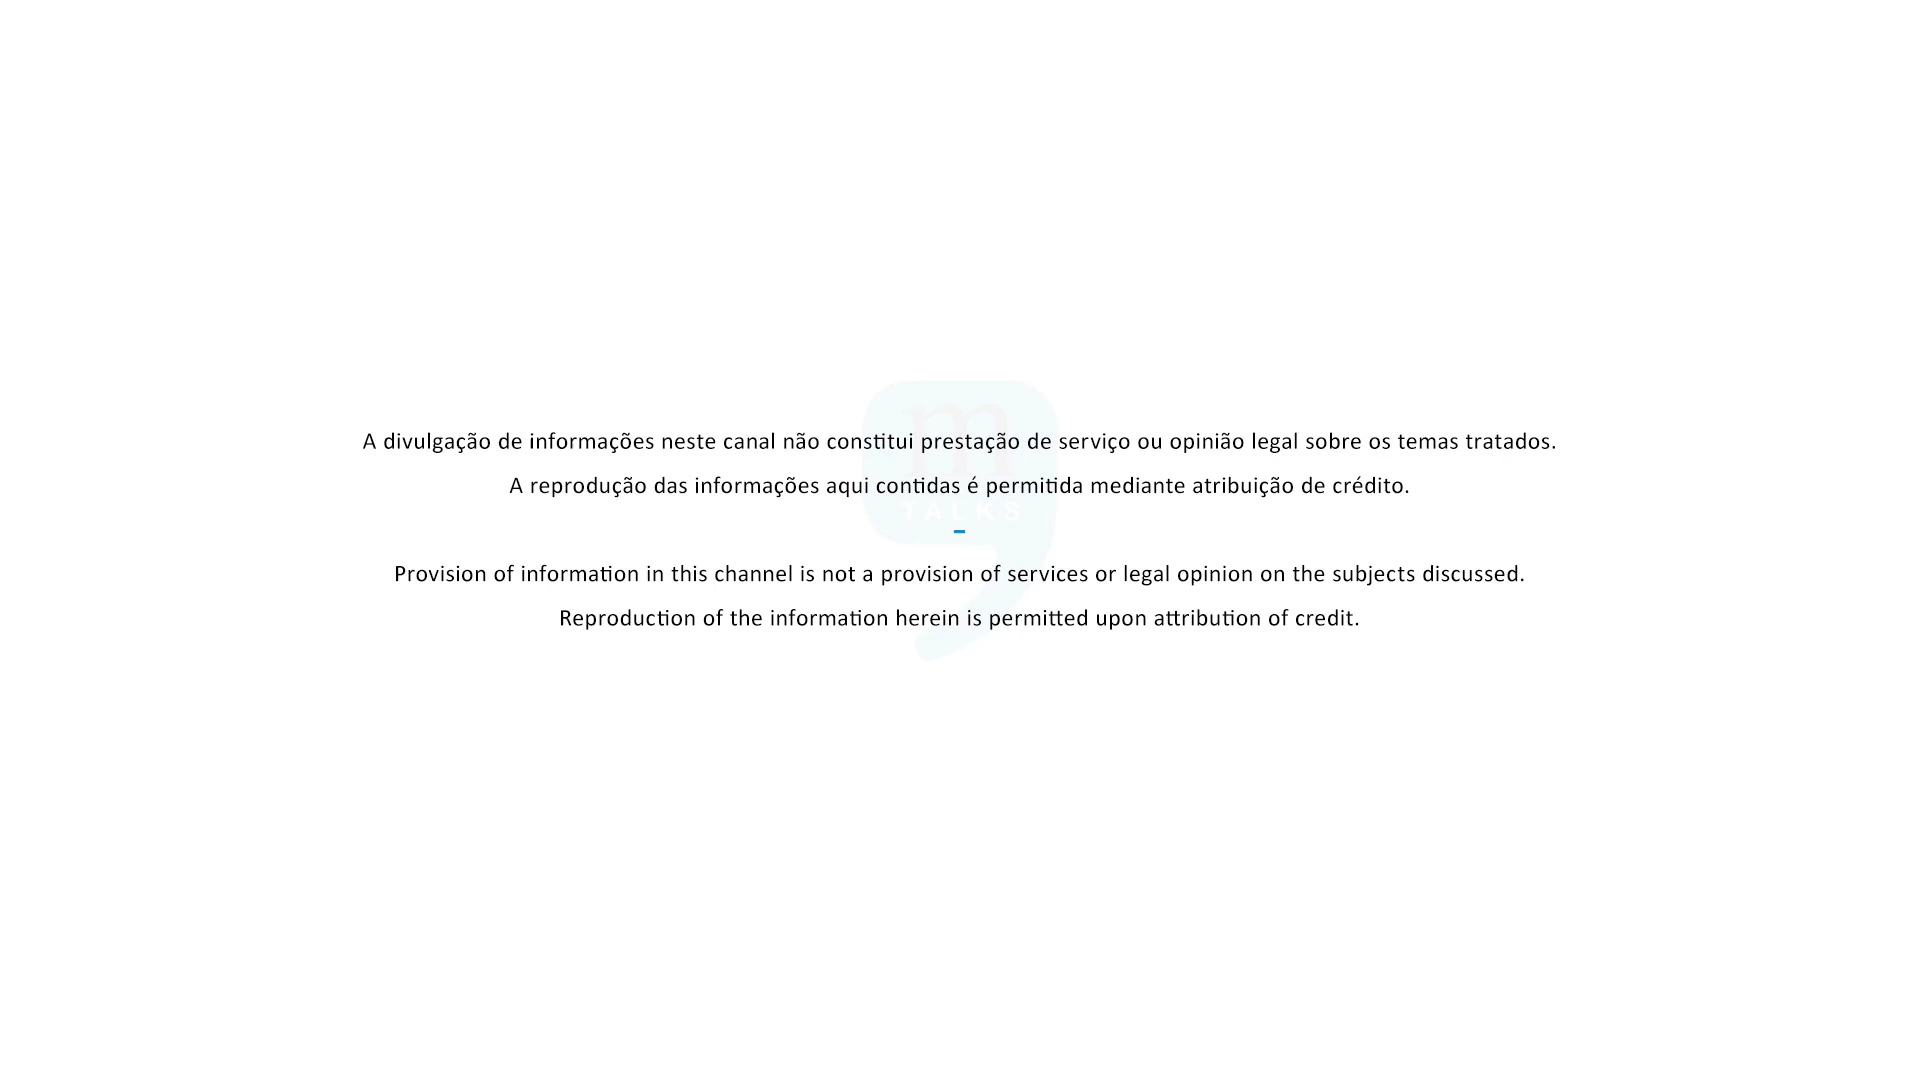 A divulgação de informações neste canal não constitui prestação de serviço ou opinião legal sobre os temas tratados.
A reprodução das informações aqui contidas é permitida mediante atribuição de crédito.
m
TALKS
-
Provision of information in this channel is not a provision of services or legal opinion on the subjects discussed.
Reproduction of the information herein is permitted upon attribution of credit.